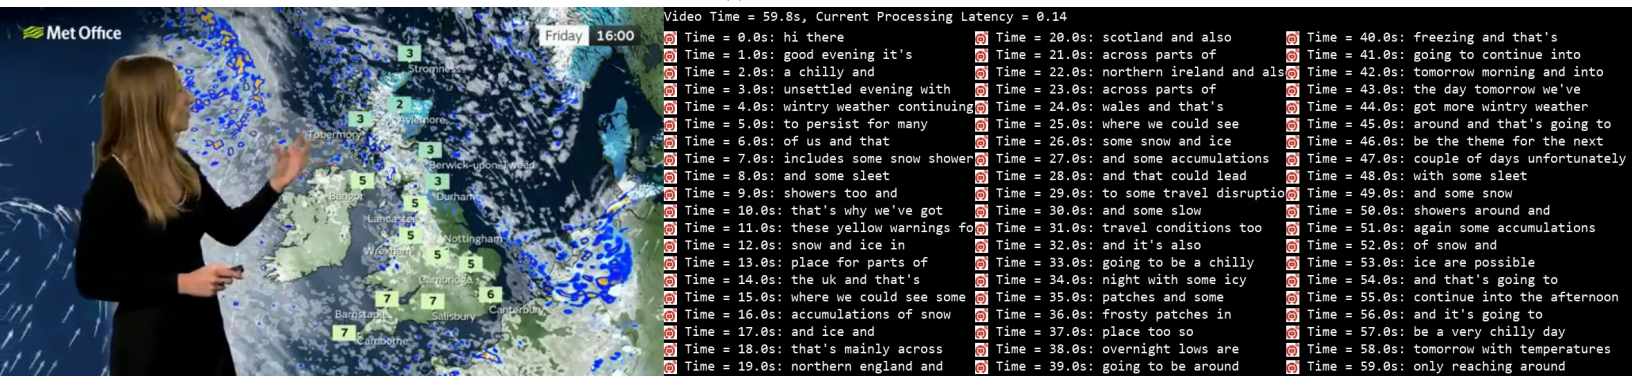 Met Office
Friday 16:00
3
Stromness
2
Aviemore
3
Tobermory
3
Berwick-upon-Tweed
5
Bangor
3
Durham
5
Lancaster
5
Wrexham
Nottingham
5
5
Cambridge
7
Barnstaple
7
Salisbury
6
Canterbury
7
Camborne
Video Time = 59.8s, Current Processing Latency = 0.14
Time = 0.0s: hi there
Time = 1.0s: good evening it's
Time = 2.0s: a chilly and
Time = 3.0s: unsettled evening with
Time = 4.0s: wintry weather continuing
Time = 5.0s: to persist for many
Time = 6.0s: of us and that
Time = 7.0s: includes some snow shower
Time = 8.0s: and some sleet
Time = 9.0s: showers too and
Time = 10.0s: that's why we've got
Time = 11.0s: these yellow warnings fo
Time = 12.0s: snow and ice in
Time = 13.0s: place for parts of
Time = 14.0s: the uk and that's
Time = 15.0s: where we could see some
Time = 16.0s: accumulations of snow
Time = 17.0s: and ice and
Time = 18.0s: that's mainly across
Time = 19.0s: northern england and
Time = 20.0s: scotland and also
Time = 21.0s: across parts of
Time = 22.0s: northern ireland and als
Time = 23.0s: across parts of
Time = 24.0s: wales and that's
Time = 25.0s: where we could see
Time = 26.0s: some snow and ice
Time = 27.0s: and some accumulations
Time = 28.0s: and that could lead
Time = 29.0s: to some travel disruptio
Time = 30.0s: and some slow
Time = 31.0s: travel conditions too
Time = 32.0s: and it's also
Time = 33.0s: going to be a chilly
Time = 34.0s: night with some icy
Time = 35.0s: patches and some
Time = 36.0s: frosty patches in
Time = 37.0s: place too so
Time = 38.0s: overnight lows are
Time = 39.0s: going to be around
Time = 40.0s: freezing and that's
Time = 41.0s: going to continue into
Time = 42.0s: tomorrow morning and into
Time = 43.0s: the day tomorrow we've
Time = 44.0s: got more wintry weather
Time = 45.0s: around and that's going to
Time = 46.0s: be the theme for the next
Time = 47.0s: couple of days unfortunately
Time = 48.0s: with some sleet
Time = 49.0s: and some snow
Time = 50.0s: showers around and
Time = 51.0s: again some accumulations
Time = 52.0s: of snow and
Time = 53.0s: ice are possible
Time = 54.0s: and that's going to
Time = 55.0s: continue into the afternoon
Time = 56.0s: and it's going to
Time = 57.0s: be a very chilly day
Time = 58.0s: tomorrow with temperatures
Time = 59.0s: only reaching around